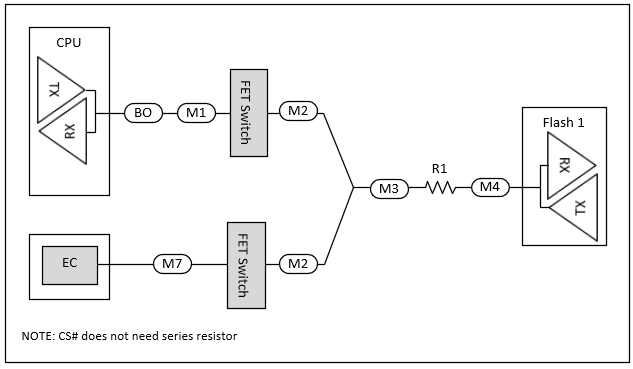 CPU
TX
RX
BO
M1
FET Switch
M2
Flash 1
RX
TX
R1
M3
M4
EC
M7
FET Switch
M2
NOTE: CS# does not need series resistor